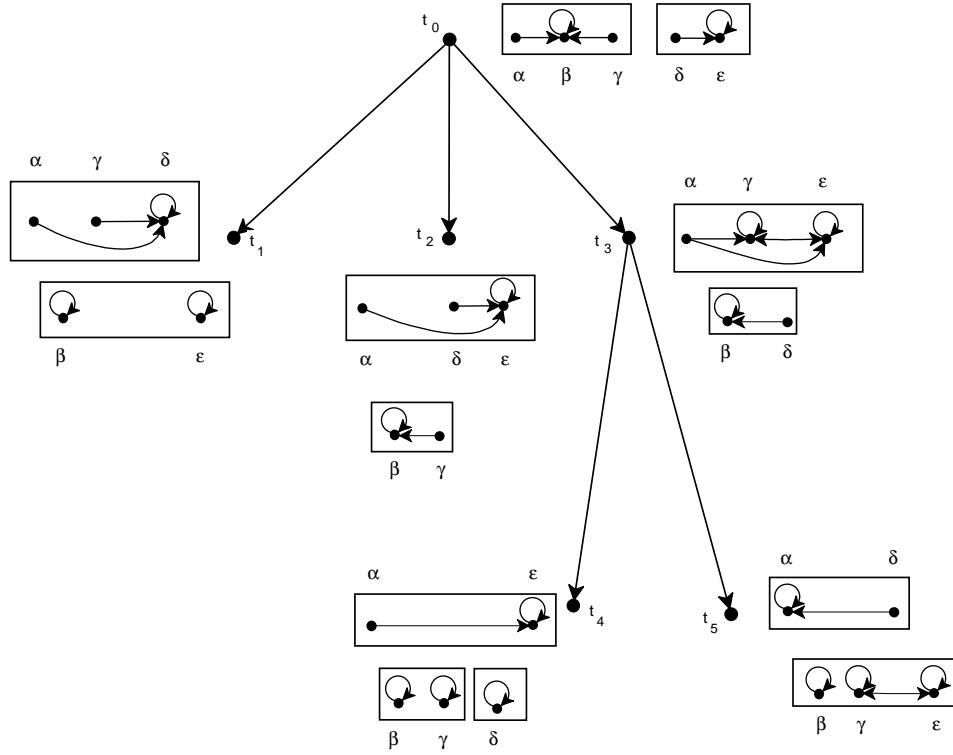 t0
α β γ
δ ε
α γ δ
t1
β ε
t2
α δ ε
β γ
t3
α γ ε
β δ
α ε
t4
β γ δ
t5
α δ
β γ ε